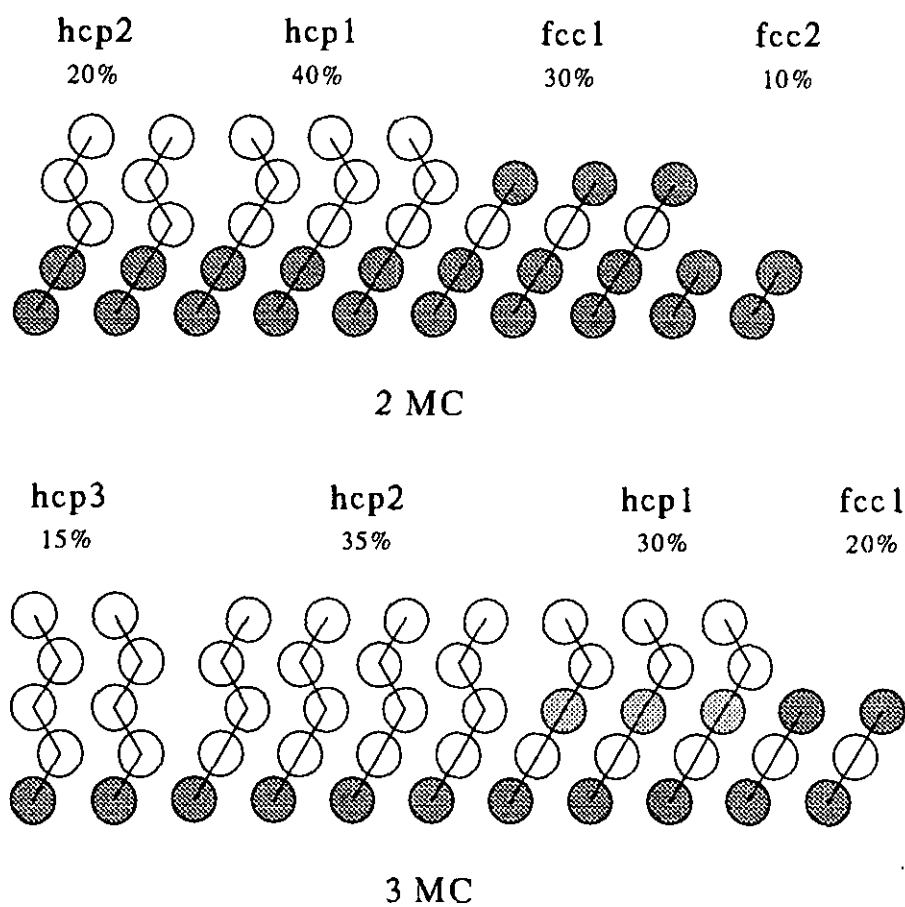 hcp2 hcp1 fcc1 fcc2
20% 40% 30% 10%
2 MC
hcp3 hcp2 hcp1 fcc1
15% 35% 30% 20%
3 MC